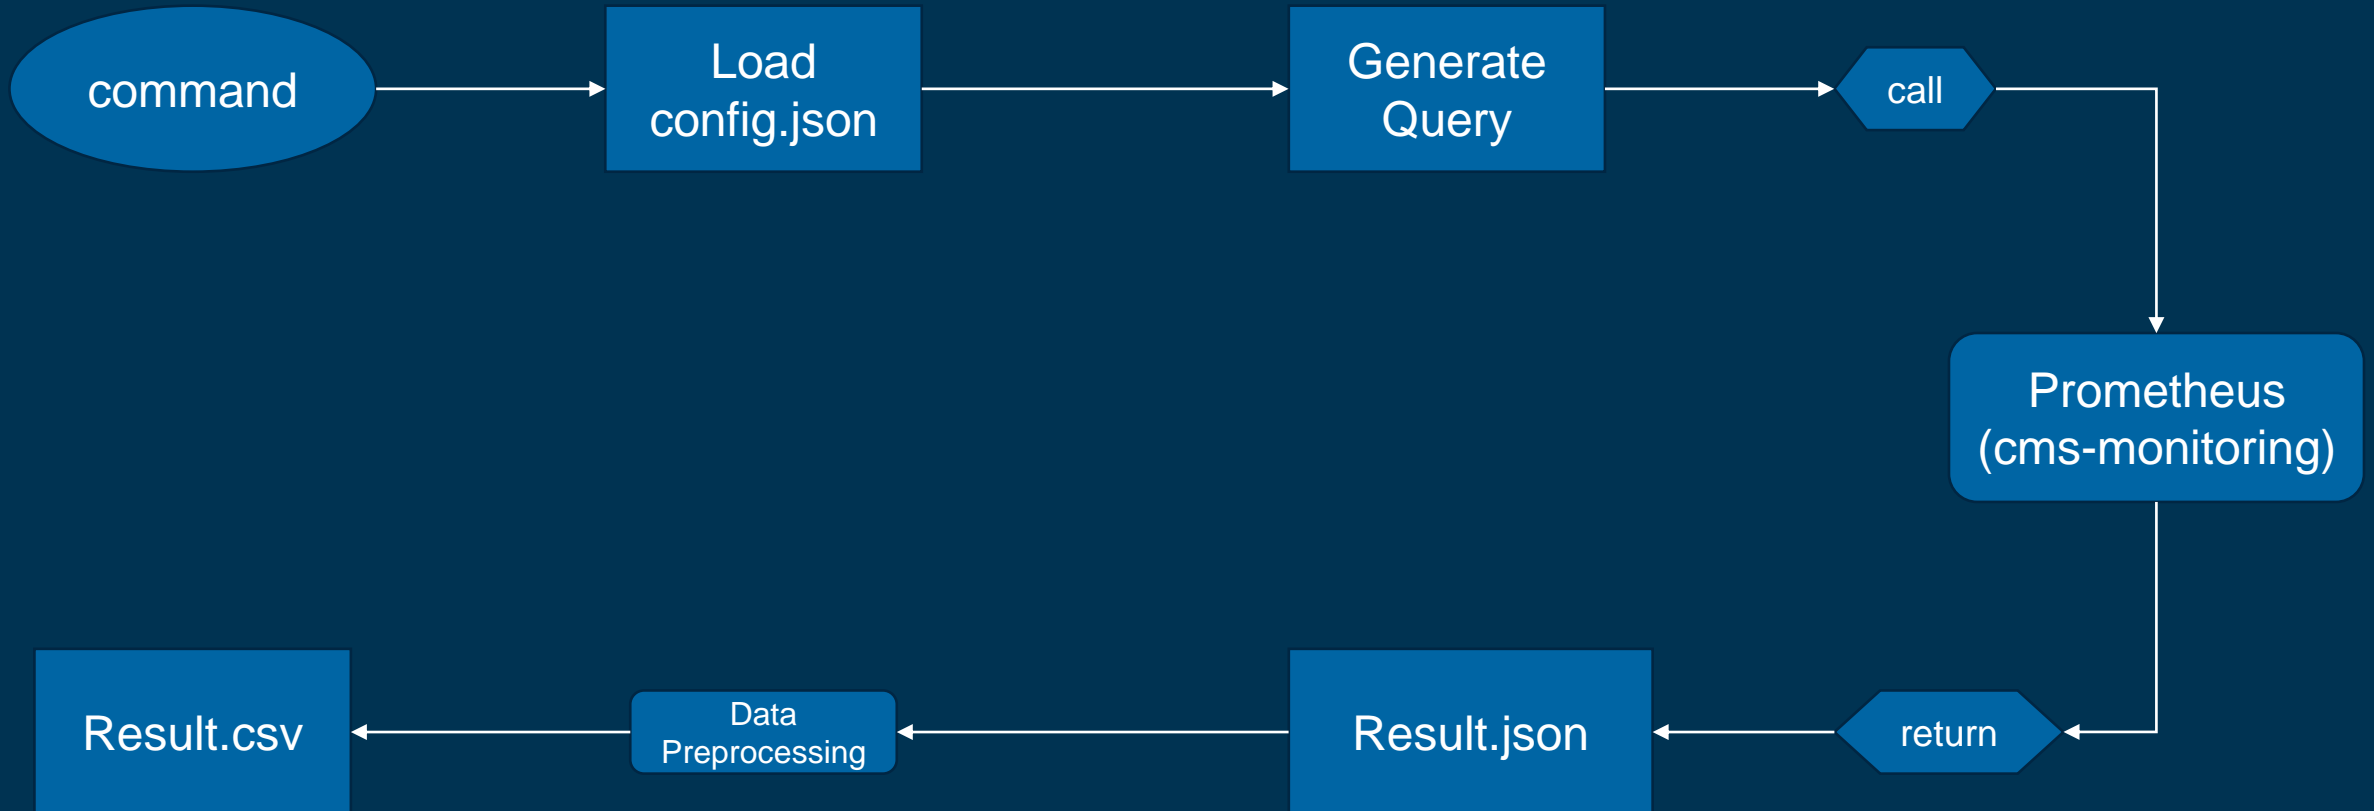 command
Load
config.json
Generate
Query
call
Prometheus
(cms-monitoring)
return
Result.json
Data
Preprocessing
Result.csv